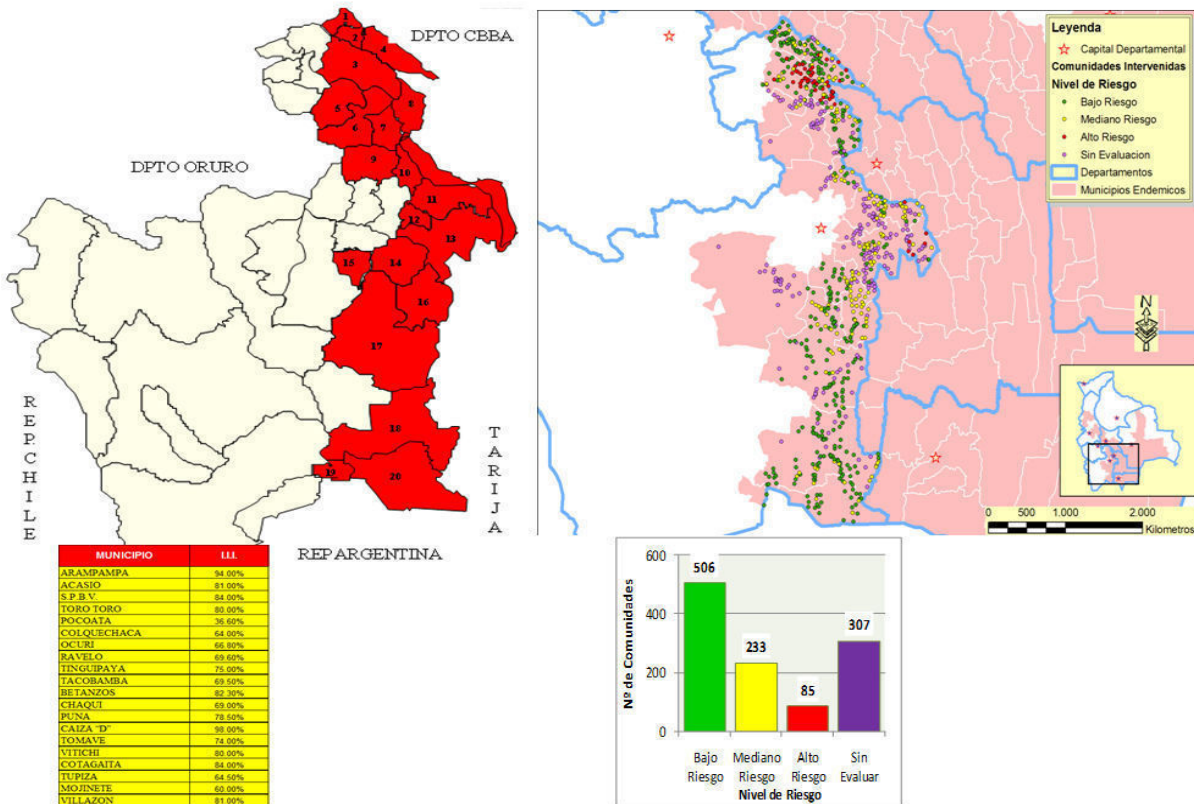 DPTO CBBA
DPTO ORURO
REP CHILE
TARIJA
REP ARGENTINA
1
2
3
4
5
6
7
8
9
10
11
12
13
14
15
16
17
18
19
20
MUNICIPIO I.I.I.
ARAMPAMPA 94.00%
ACASIO 81.00%
S.P.B.V. 84.00%
TORO TORO 80.00%
POCOATA 36.60%
COLQUECHACA 64.00%
OCURI 66.80%
RAVELO 69.60%
TINGUIPAYA 75.00%
TACOBAMBA 69.50%
BETANZOS 82.30%
CHAQUI 69.00%
PUNA 78.50%
CAIZA "D" 98.00%
TOMAVE 74.00%
VITICHI 80.00%
COTAGAITA 84.00%
TUPIZA 64.50%
MOJINETE 60.00%
VILLAZON 81.00%
Leyenda
Capital Departamental
Comunidades Intervenidas
Nivel de Riesgo
Bajo Riesgo
Mediano Riesgo
Alto Riesgo
Sin Evaluacion
Departamentos
Municipios Endemicos
N
0 500 1.000 2.000
Kilometros
Nº de Comunidades
600
400
200
0
506
233
85
307
Bajo Riesgo
Mediano Riesgo
Alto Riesgo
Sin Evaluar
Nivel de Riesgo